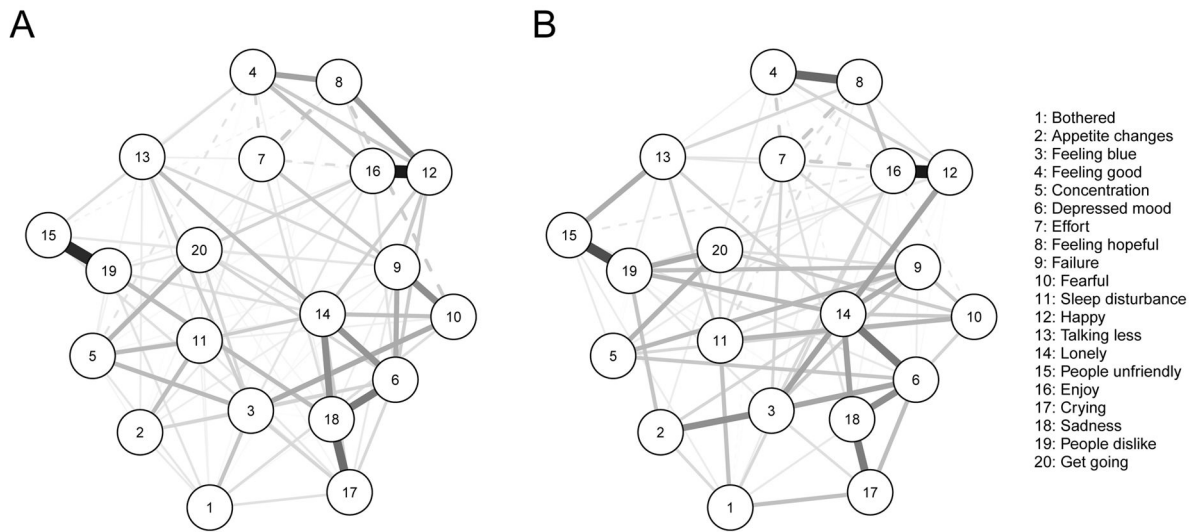 A
B
4
8
13
7
16
12
15
19
20
9
14
10
11
5
6
3
18
2
17
1
4
8
13
7
16
12
15
19
20
9
14
10
11
5
6
3
18
2
17
1
1: Bothered
2: Appetite changes
3: Feeling blue
4: Feeling good
5: Concentration
6: Depressed mood
7: Effort
8: Feeling hopeful
9: Failure
10: Fearful
11: Sleep disturbance
12: Happy
13: Talking less
14: Lonely
15: People unfriendly
16: Enjoy
17: Crying
18: Sadness
19: People dislike
20: Get going